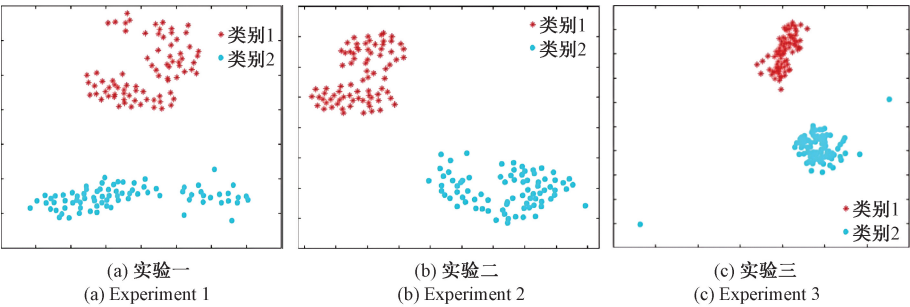 类别1
类别2
类别1
类别2
类别1
类别2
(a) 实验一
(b) 实验二
(c) 实验三
(a) Experiment 1
(b) Experiment 2
(c) Experiment 3